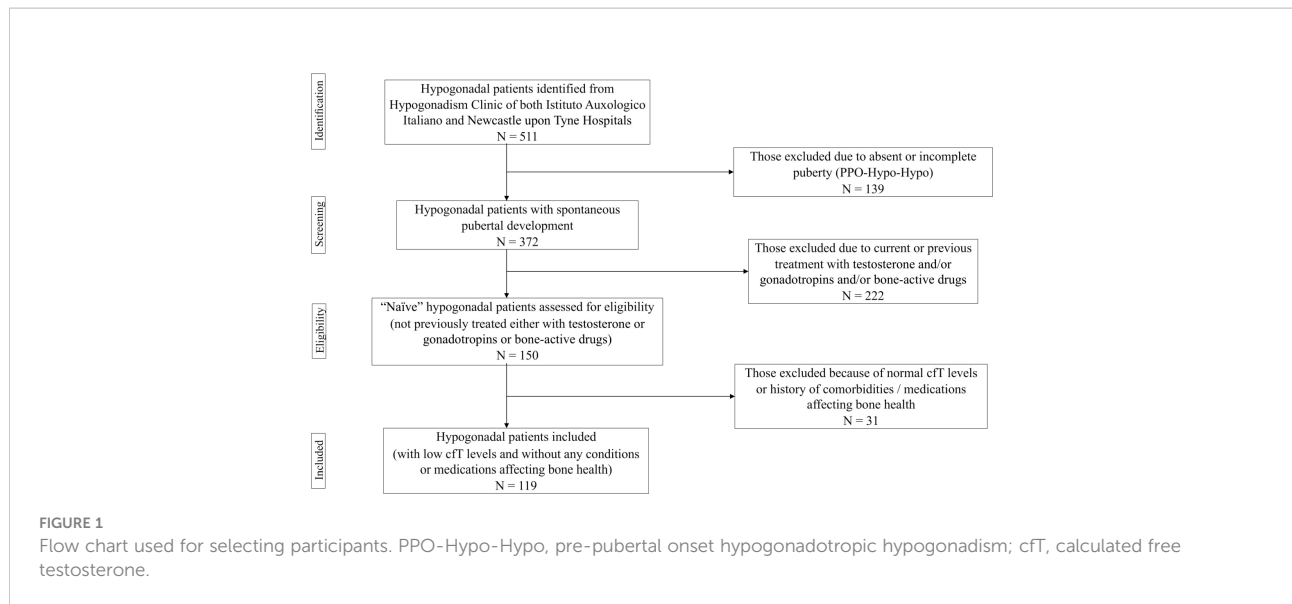 Identification
Hypogonadal patients identified from
Hypogonadism Clinic of both Istituto Auxologico
Italiano and Newcastle upon Tyne Hospitals
N = 511
Those excluded due to absent or incomplete
puberty (PPO-Hypo-Hypo)
N = 139
Screening
Hypogonadal patients with spontaneous
pubertal development
N = 372
Those excluded due to current or previous
treatment with testosterone and/or
gonadotropins and/or bone-active drugs
N = 222
Eligibility
“Naïve” hypogonadal patients assessed for eligibility
(not previously treated either with testosterone or
gonadotropins or bone-active drugs)
N = 150
Those excluded because of normal cfT levels
or history of comorbidities / medications
affecting bone health
N = 31
Included
Hypogonadal patients included
(with low cfT levels and without any conditions
or medications affecting bone health)
N = 119
FIGURE 1
Flow chart used for selecting participants. PPO-Hypo-Hypo, pre-pubertal onset hypogonadotropic hypogonadism; cfT, calculated free
testosterone.